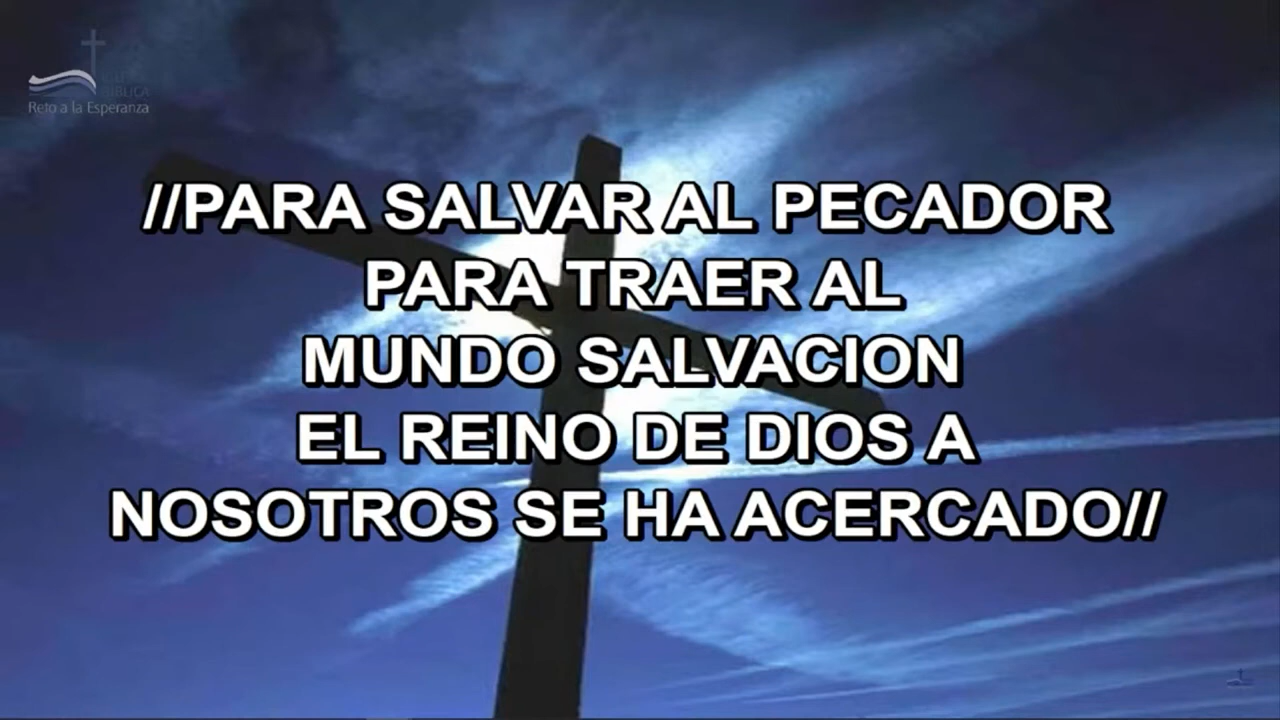 BIBLICA
Reto a la Esperanza
//PARA SALVAR AL PECADOR
PARA TRAER AL
MUNDO SALVACION
EL REINO DE DIOS A
NOSOTROS SE HA ACERCADO//